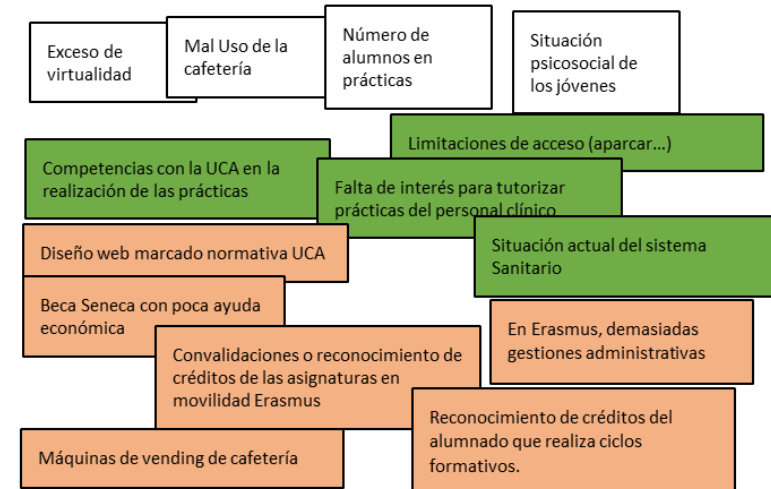 Exceso de
virtualidad
Mal Uso de la
cafetería
Número de
alumnos en
prácticas
Situación
psicosocial de
los jóvenes
Limitaciones de acceso (aparcar...)
Competencias con la UCA en la
realización de las prácticas
Falta de interés para tutorizar
prácticas del personal clínico
Diseño web marcado normativa UCA
Situación actual del sistema
Sanitario
Beca Seneca con poca ayuda
económica
En Erasmus, demasiadas
gestiones administrativas
Convalidaciones o reconocimiento de
créditos de las asignaturas en
movilidad Erasmus
Reconocimiento de créditos del
alumnado que realiza ciclos
formativos.
Máquinas de vending de cafetería